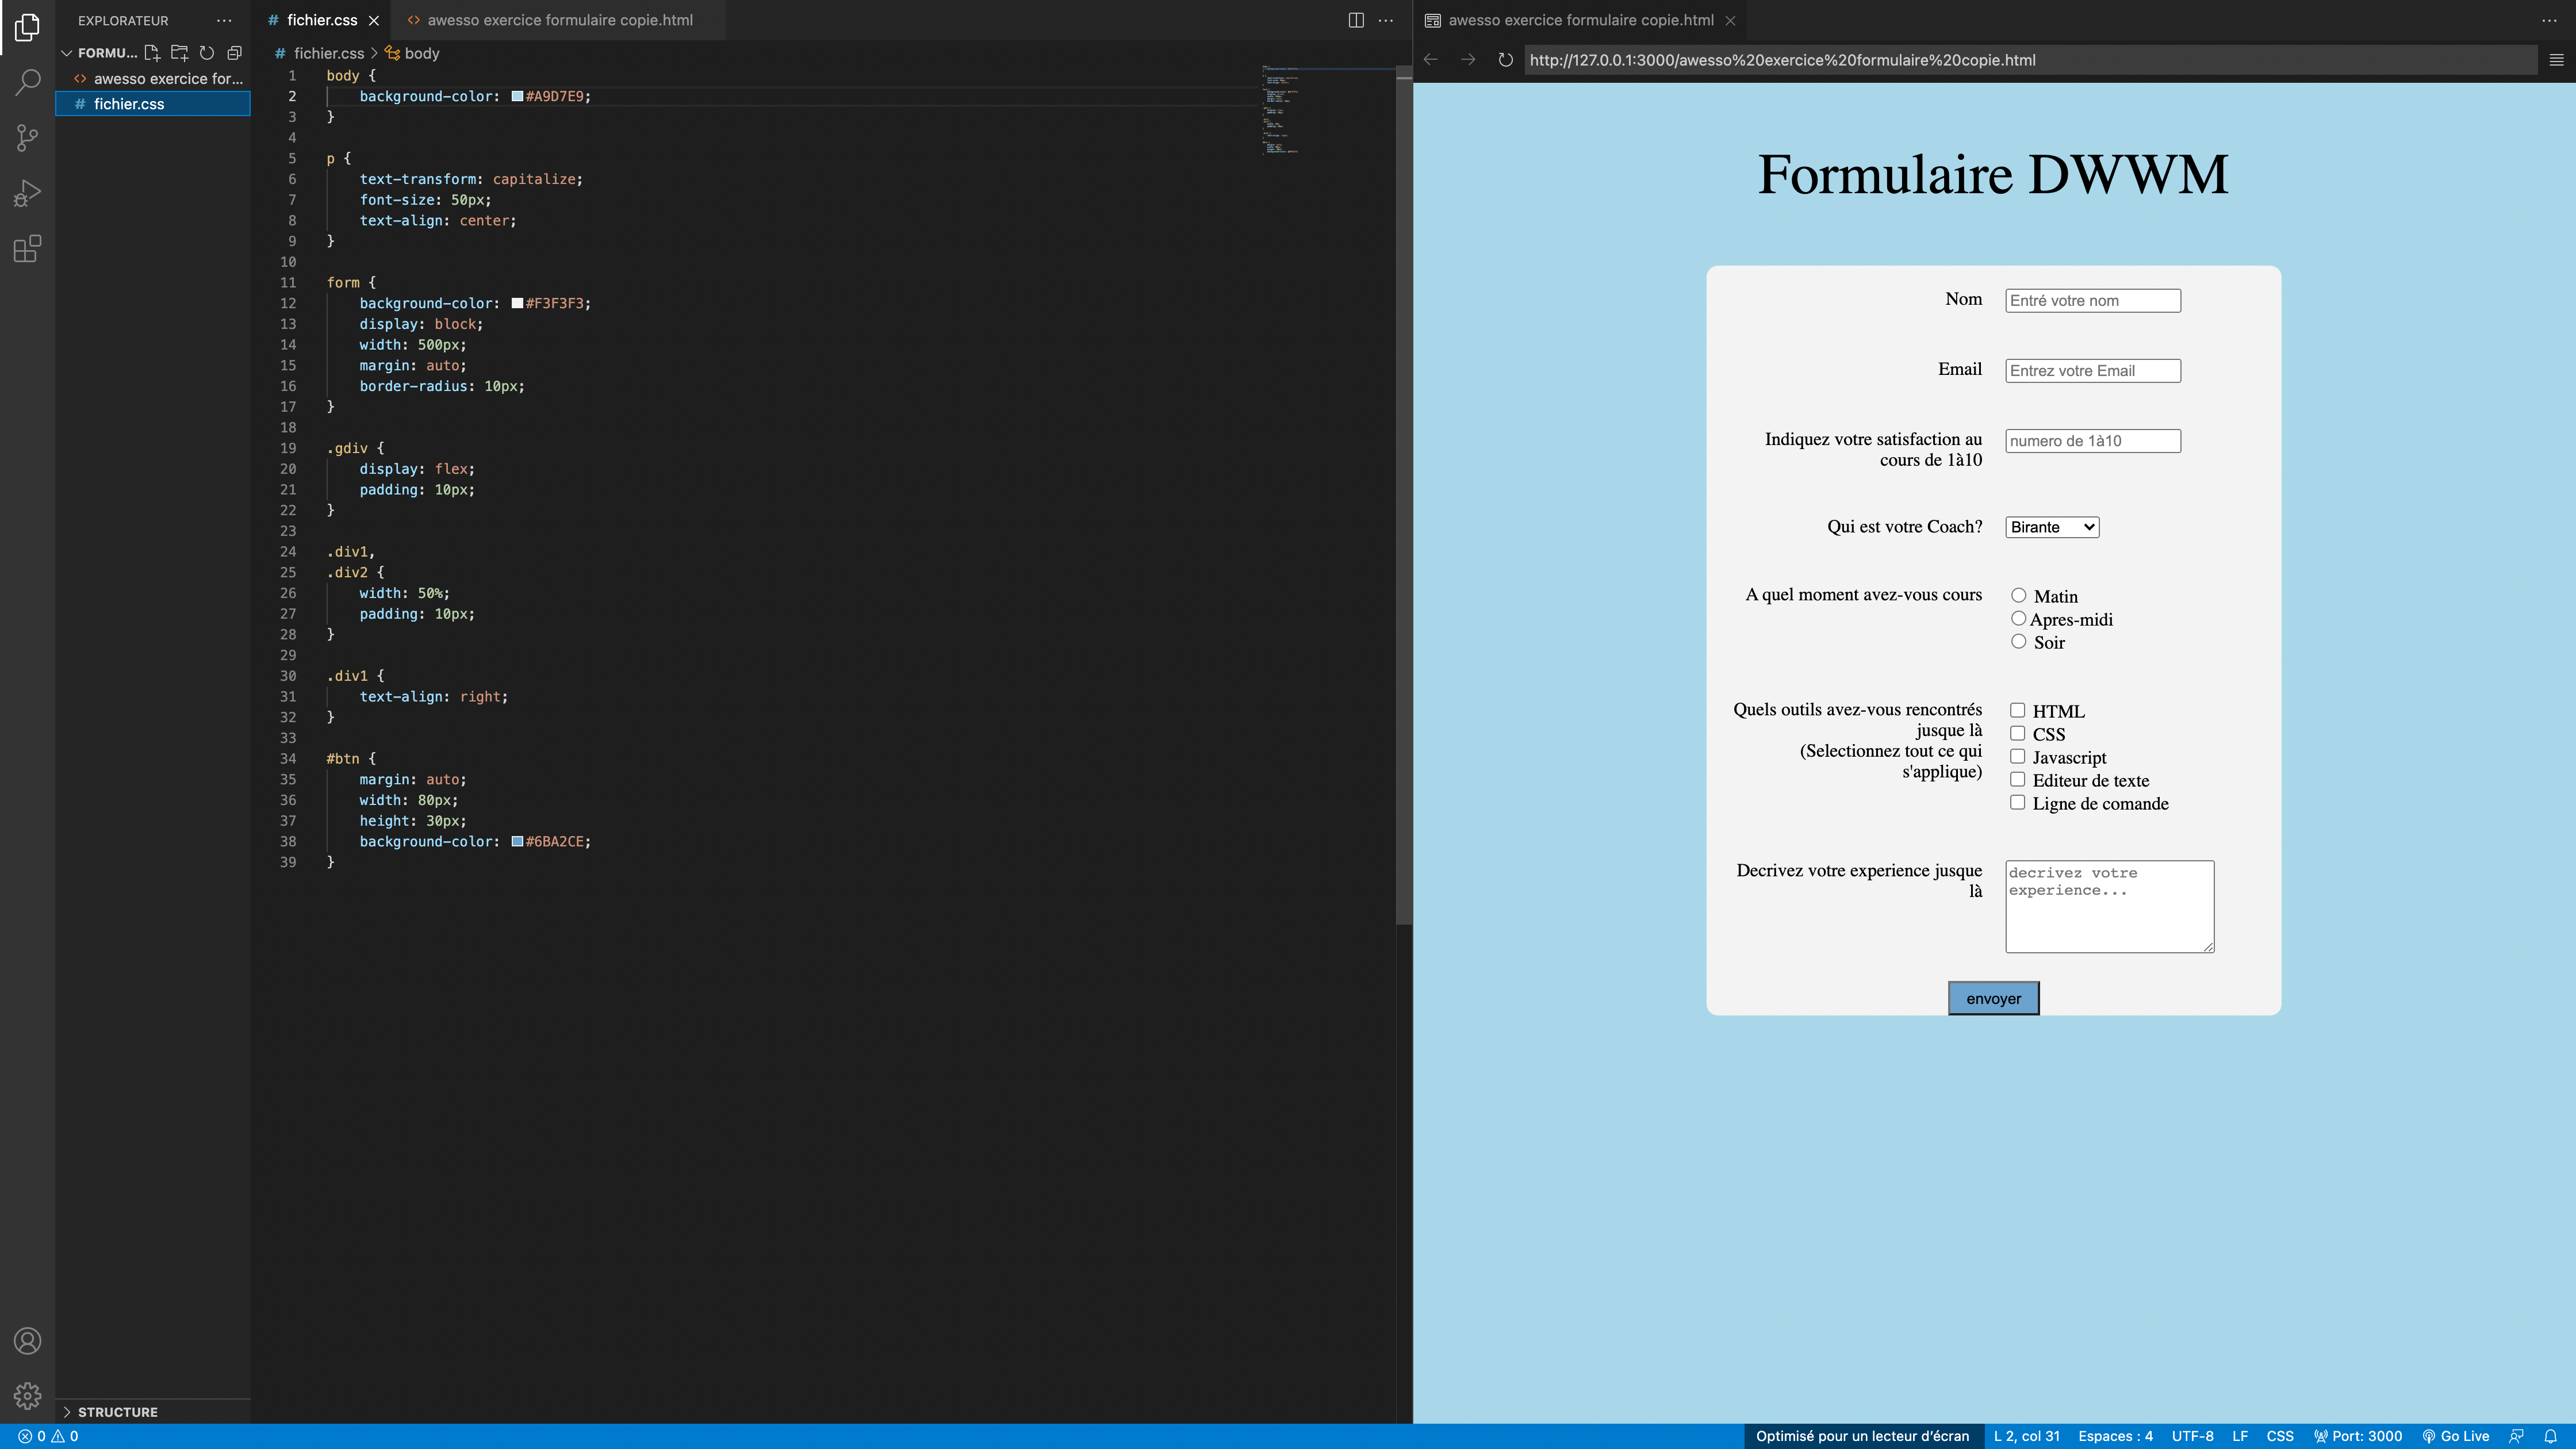 EXPLORATEUR
FORMU...
awesso exercice for...
fichier.css
STRUCTURE
fichier.css
awesso exercice formulaire copie.html
fichier.css > body
1 body {
2 background-color: #A9D7E9;
3 }
4
5 p {
6 text-transform: capitalize;
7 font-size: 50px;
8 text-align: center;
9 }
10
11 form {
12 background-color: #F3F3F3;
13 display: block;
14 width: 500px;
15 margin: auto;
16 border-radius: 10px;
17 }
18
19 .gdiv {
20 display: flex;
21 padding: 10px;
22 }
23
24 .div1,
25 .div2 {
26 width: 50%;
27 padding: 10px;
28 }
29
30 .div1 {
31 text-align: right;
32 }
33
34 #btn {
35 margin: auto;
36 width: 80px;
37 height: 30px;
38 background-color: #6BA2CE;
39 }
awesso exercice formulaire copie.html
http://127.0.0.1:3000/awesso%20exercice%20formulaire%20copie.html
Formulaire DWWM
Nom
Entré votre nom
Email
Entrez votre Email
Indiquez votre satisfaction au
cours de 1à10
numero de 1à10
Qui est votre Coach?
Birante
A quel moment avez-vous cours
Matin
Apres-midi
Soir
Quels outils avez-vous rencontrés
jusque là
(Selectionnez tout ce qui
s'applique)
HTML
CSS
Javascript
Editeur de texte
Ligne de comande
Decrivez votre experience jusque
là
decrivez votre
experience...
envoyer
0 0
Optimisé pour un lecteur d'écran
L 2, col 31
Espaces : 4
UTF-8
LF
CSS
Port: 3000
Go Live